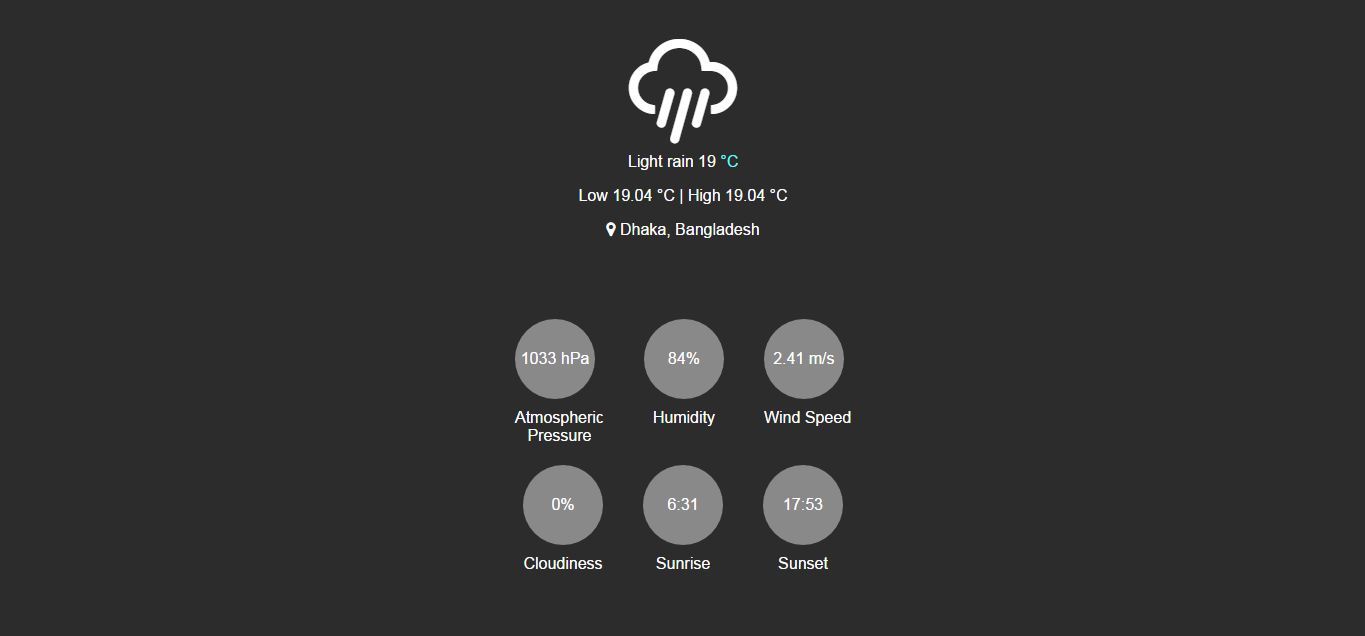 Light rain 19 °C
Low 19.04 °C | High 19.04 °C
Dhaka, Bangladesh
1033 hPa
84%
2.41 m/s
Atmospheric
Pressure
Humidity
Wind Speed
0%
6:31
17:53
Cloudiness
Sunrise
Sunset